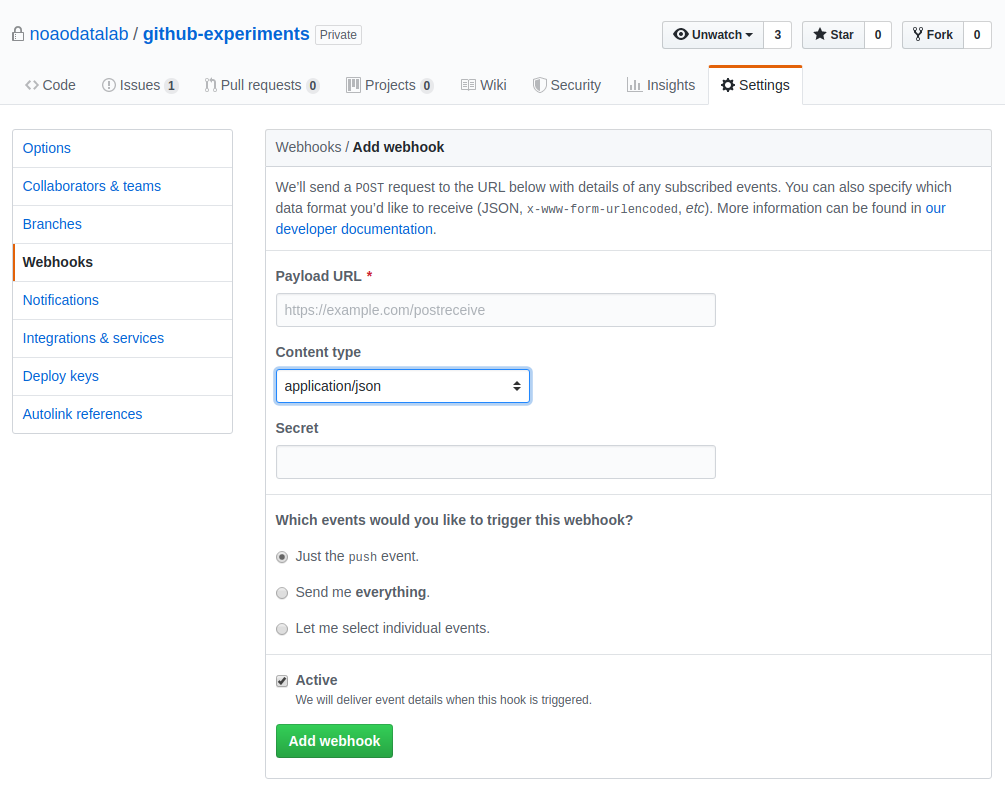 noaodatalab / github-experiments Private
Unwatch 3 Star 0 Fork 0
Code Issues 1 Pull requests 0 Projects 0 Wiki Security Insights Settings
Options
Collaborators & teams
Branches
Webhooks
Notifications
Integrations & services
Deploy keys
Autolink references
Webhooks / Add webhook
We’ll send a POST request to the URL below with details of any subscribed events. You can also specify which
data format you’d like to receive (JSON, x-www-form-urlencoded, etc). More information can be found in our
developer documentation.
Payload URL *
https://example.com/postreceive
Content type
application/json
Secret
Which events would you like to trigger this webhook?
Just the push event.
Send me everything.
Let me select individual events.
Active
We will deliver event details when this hook is triggered.
Add webhook